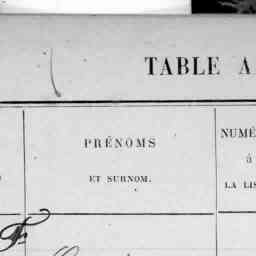 TABLE A
PRÉNOMS
ET SURNOM.
NUMÉ
à
LA LIS
F.